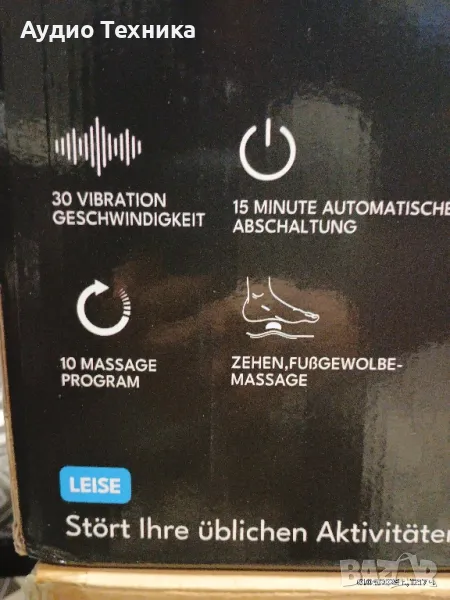 Аудио Техника
30 VIBRATION
GESCHWINDIGKEIT
15 MINUTE AUTOMATISCHE
ABSCHALTUNG
10 MASSAGE
PROGRAM
ZEHEN,FUßGEWOLBE-
MASSAGE
LEISE
Stört Ihre üblichen Aktivitäten
BAZAR